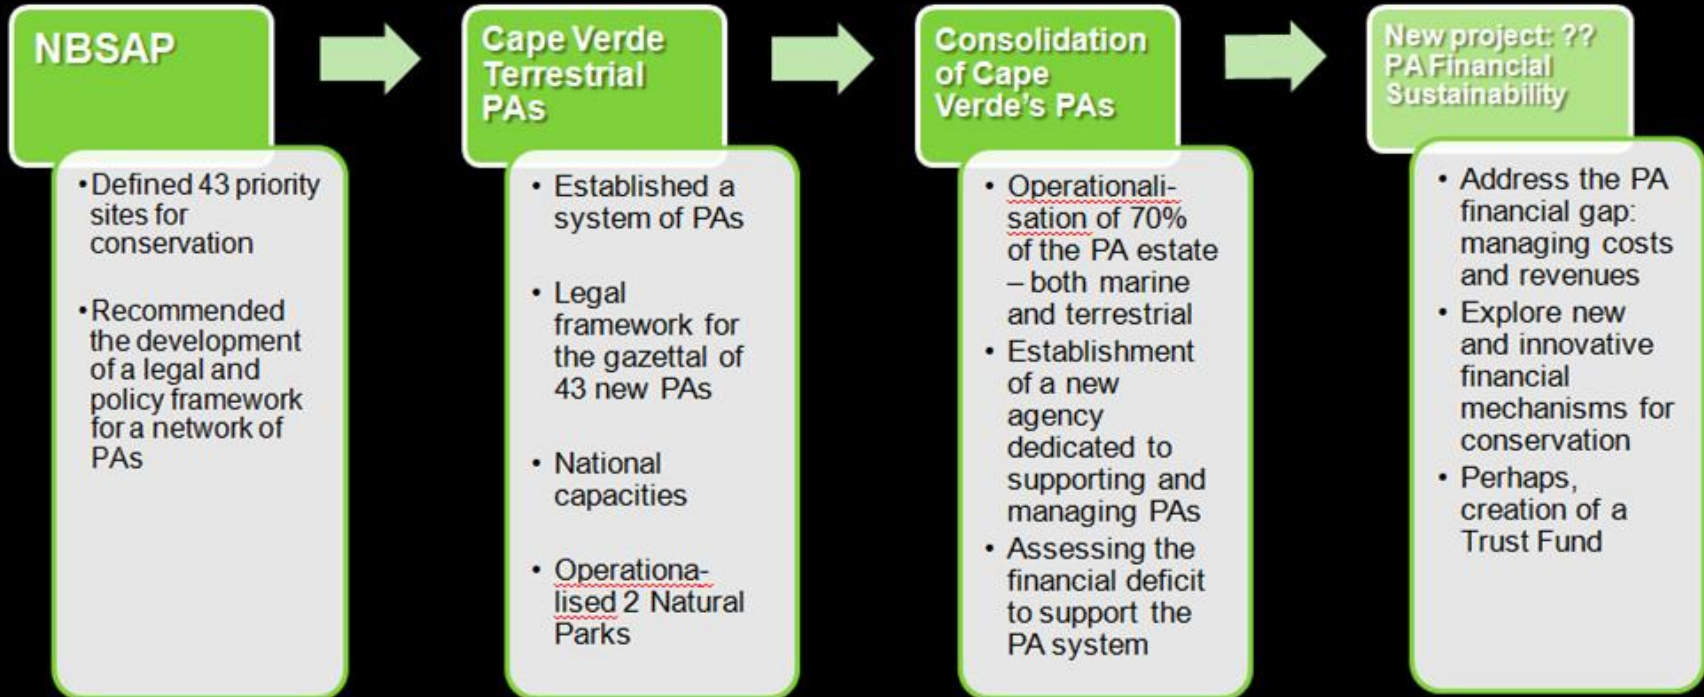 NBSAP
• Defined 43 priority
sites for
conservation
• Recommended
the development
of a legal and
policy framework
for a network of
PAs
Cape Verde
Terrestrial
PAs
• Established a
system of PAs
• Legal
framework for
the gazettal of
43 new PAs
• National
capacities
• Operationa-
lised 2 Natural
Parks
Consolidation
of Cape
Verde's PAs
• Operationali-
sation of 70%
of the PA estate
– both marine
and terrestrial
• Establishment
of a new
agency
dedicated to
supporting and
managing PAs
• Assessing the
financial deficit
to support the
PA system
New project: ??
PA Financial
Sustainability
• Address the PA
financial gap:
managing costs
and revenues
• Explore new
and innovative
financial
mechanisms for
conservation
• Perhaps,
creation of a
Trust Fund